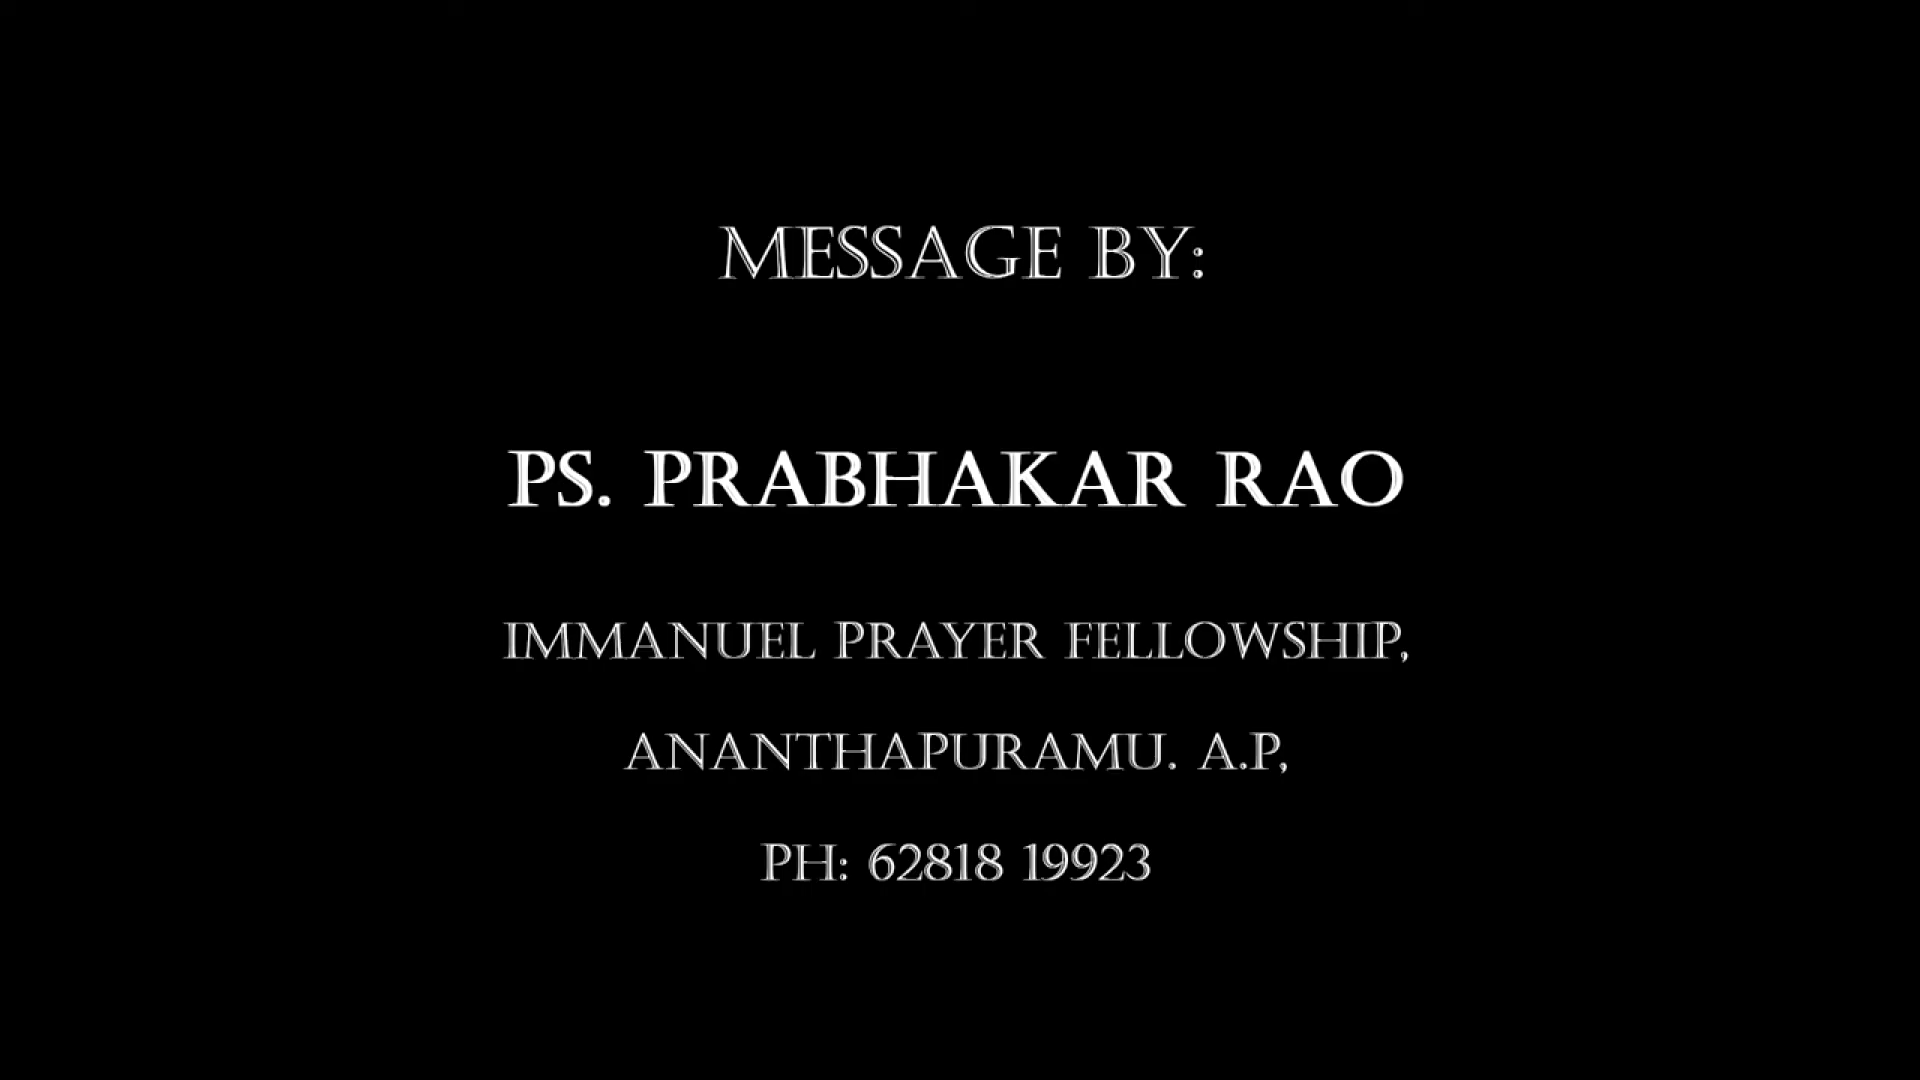 MESSAGE BY:
PS. PRABHAKAR RAO
IMMANUEL PRAYER FELLOWSHIP,
ANANTHAPURAMU. A.P,
PH: 62818 19923